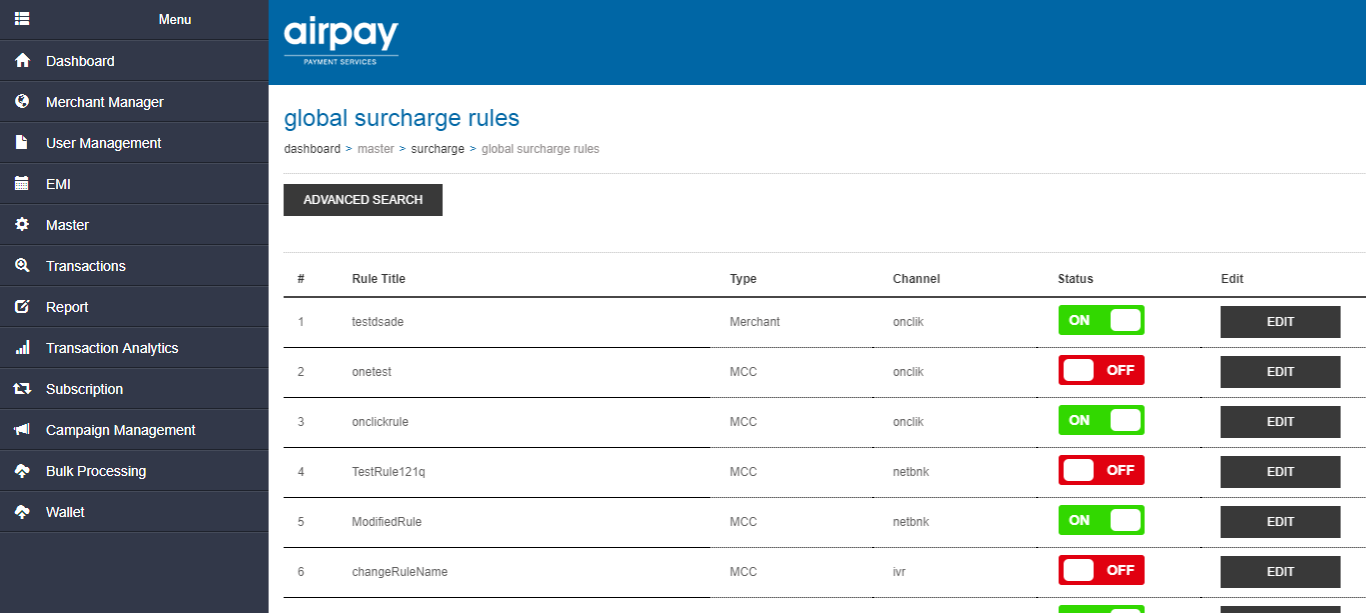 Menu
Dashboard
Merchant Manager
User Management
EMI
Master
Transactions
Report
Transaction Analytics
Subscription
Campaign Management
Bulk Processing
Wallet
airpay
PAYMENT SERVICES
global surcharge rules
dashboard > master > surcharge > global surcharge rules
ADVANCED SEARCH
# Rule Title Type Channel Status Edit
1 testdsade Merchant onclik ON EDIT
2 onetest MCC onclik OFF EDIT
3 onclickrule MCC onclik ON EDIT
4 TestRule121q MCC netbnk OFF EDIT
5 ModifiedRule MCC netbnk ON EDIT
6 changeRuleName MCC ivr OFF EDIT